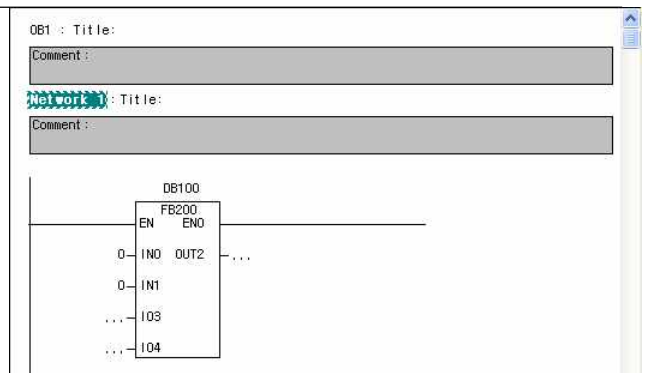 OB1 : Title:
Comment :
Network 1 : Title:
Comment :
DB100
FB200
EN ENO
0 IN0 OUT2 ...
0 IN1
... IO3
... IO4